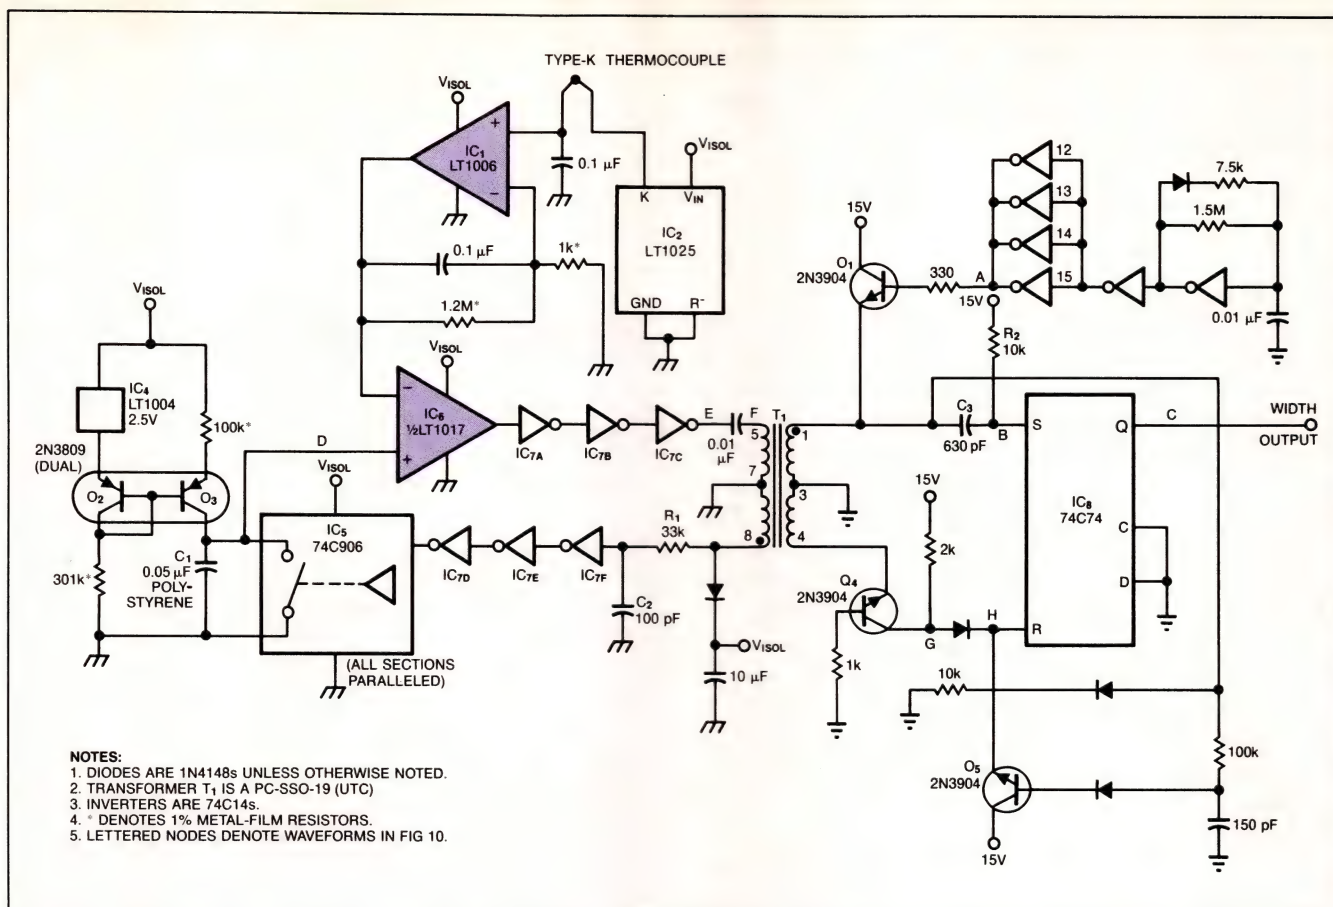 TYPE-K THERMOCOUPLE
VISOL
IC1
LT1006
+
−
0.1 µF
K
VIN
VISOL
IC2
LT1025
GND
R-
0.1 µF
1k*
1.2M*
15V
O1
2N3904
330
A
12
13
14
15
7.5k
1.5M
0.01 µF
15V
R2
10k
VISOL
IC4
LT1004
2.5V
100k*
2N3809
(DUAL)
O2
O3
301k*
C1
0.05 µF
POLY-
STYRENE
D
VISOL
−
+
IC6
½LT1017
IC7A
IC7B
IC7C
E
F
0.01
µF
T1
5
7
8
1
3
4
C3
630 pF
B
S
Q
C
WIDTH
OUTPUT
IC8
74C74
C
D
R
VISOL
IC5
74C906
(ALL SECTIONS
PARALLELED)
IC7D
IC7E
IC7F
R1
33k
C2
100 pF
VISOL
10 µF
15V
2k
Q4
2N3904
1k
G
H
10k
O5
2N3904
15V
100k
150 pF
NOTES:
1. DIODES ARE 1N4148s UNLESS OTHERWISE NOTED.
2. TRANSFORMER T1 IS A PC-SSO-19 (UTC)
3. INVERTERS ARE 74C14s.
4. * DENOTES 1% METAL-FILM RESISTORS.
5. LETTERED NODES DENOTE WAVEFORMS IN FIG 10.